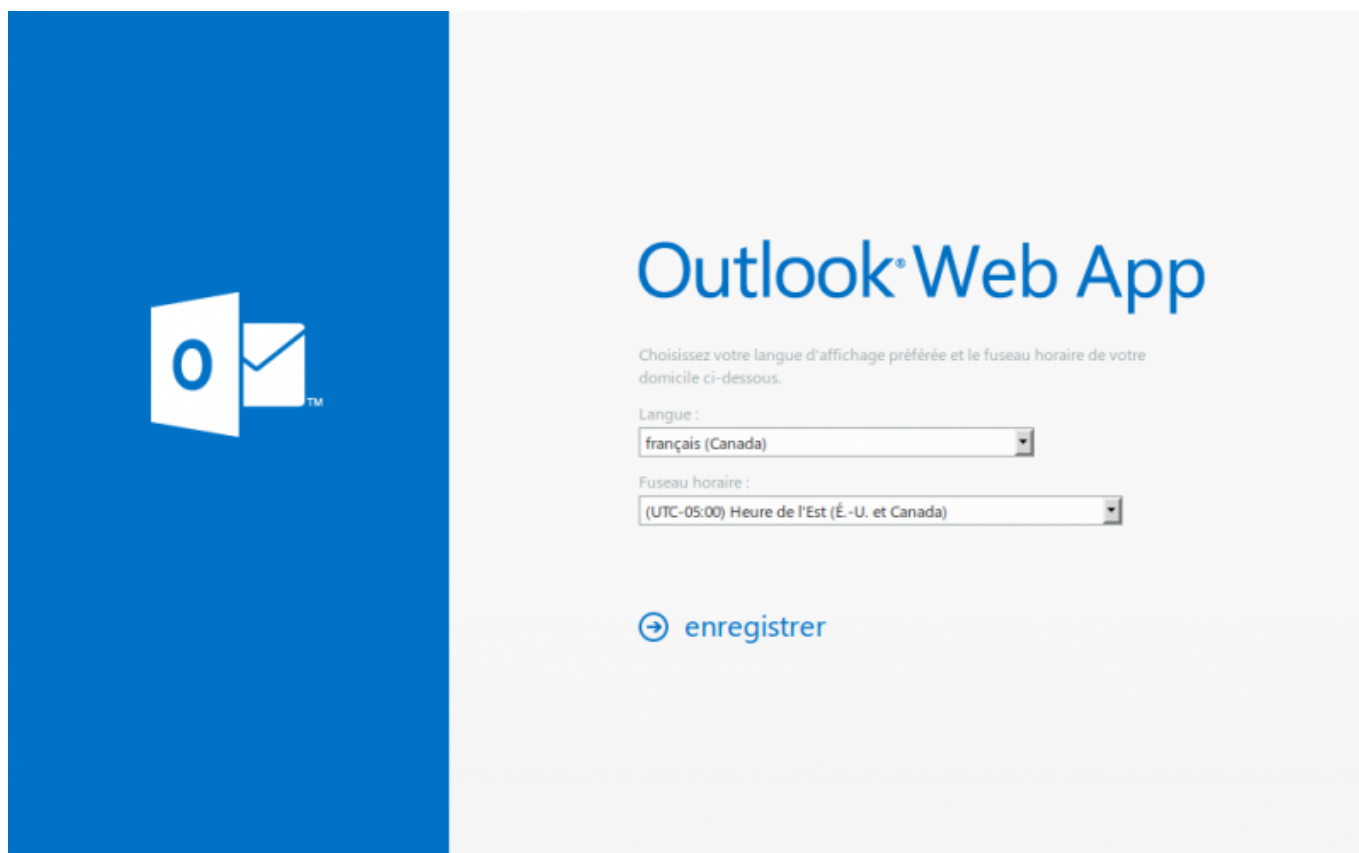 Outlook® Web App
Choisissez votre langue d'affichage préférée et le fuseau horaire de votre
domicile ci-dessous.
Langue :
français (Canada)
Fuseau horaire :
(UTC-05:00) Heure de l'Est (É.-U. et Canada)
enregistrer
O
TM